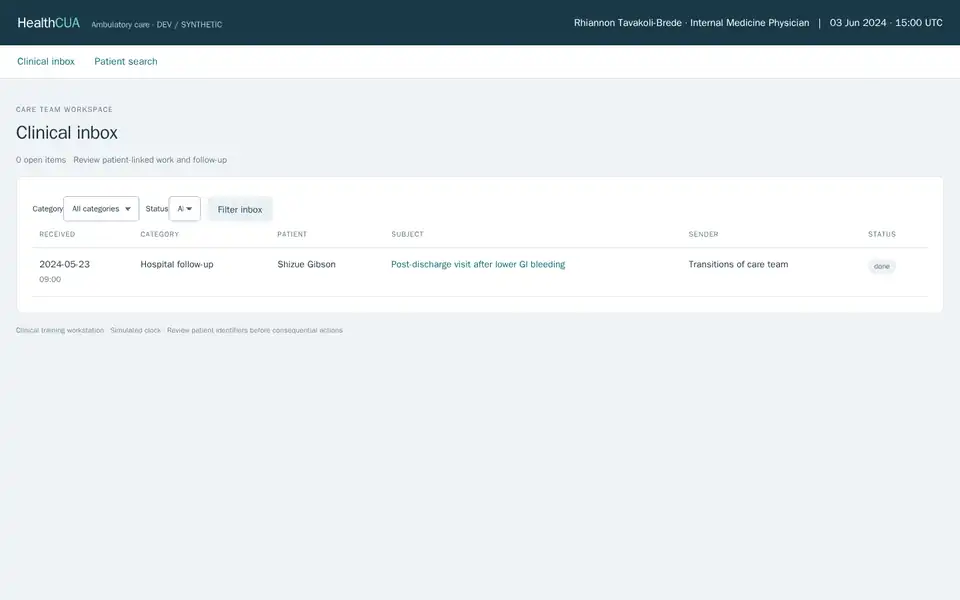 HealthCUA Ambulatory care · DEV / SYNTHETIC Rhiannon Tavakoli-Brede · Internal Medicine Physician | 03 Jun 2024 · 15:00 UTC
Clinical inbox Patient search
CARE TEAM WORKSPACE
Clinical inbox
0 open items Review patient-linked work and follow-up
Category All categories Status All Filter inbox
RECEIVED CATEGORY PATIENT SUBJECT SENDER STATUS
2024-05-23 Hospital follow-up Shizue Gibson Post-discharge visit after lower GI bleeding Transitions of care team done
09:00
Clinical training workstation · Simulated clock · Review patient identifiers before consequential actions